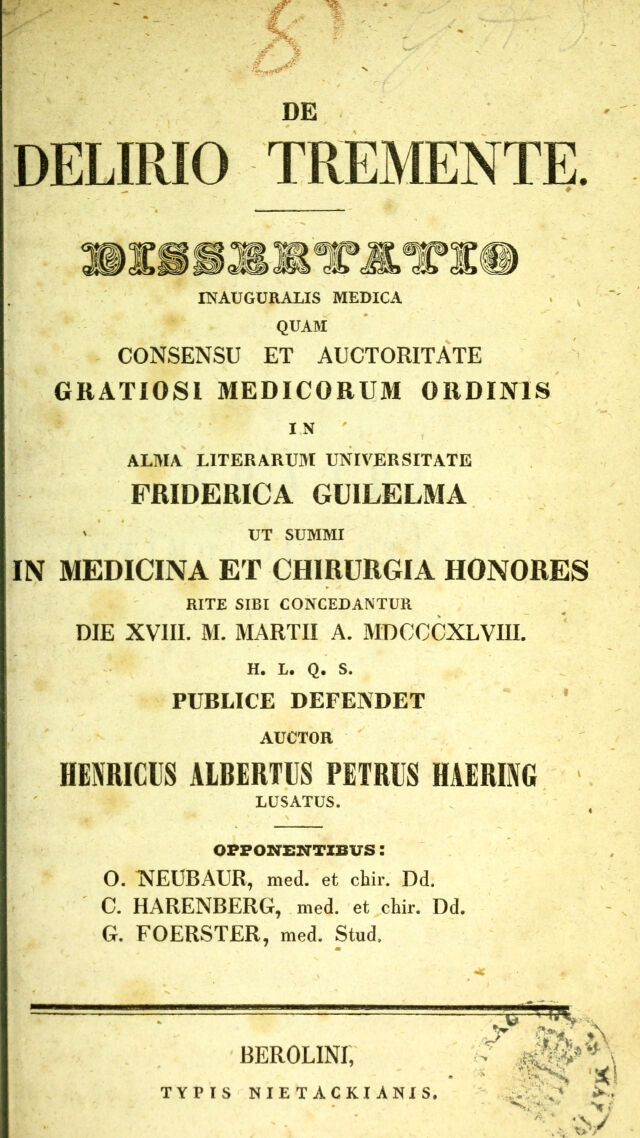 8
DE
DELIRIO TREMENTE.
DISSERTATIO
INAUGURALIS MEDICA
QUAM
CONSENSU ET AUCTORITATE
GRATIOSI MEDICORUM ORDINIS
IN
ALMA LITERARUM UNIVERSITATE
FRIDERICA GUILELMA
UT SUMMI
IN MEDICINA ET CHIRURGIA HONORES
RITE SIBI CONCEDANTUR
DIE XVIII. M. MARTII A. MDCCCXLVIII.
H. L. Q. S.
PUBLICE DEFENDET
AUCTOR
HENRICUS ALBERTUS PETRUS HAERING
LUSATUS.
OPPONENTIBUS:
O. NEUBAUR, med. et chir. Dd.
C. HARENBERG, med. et chir. Dd.
G. FOERSTER, med. Stud.
BEROLINI,
TYPIS NIETACKIANIS.